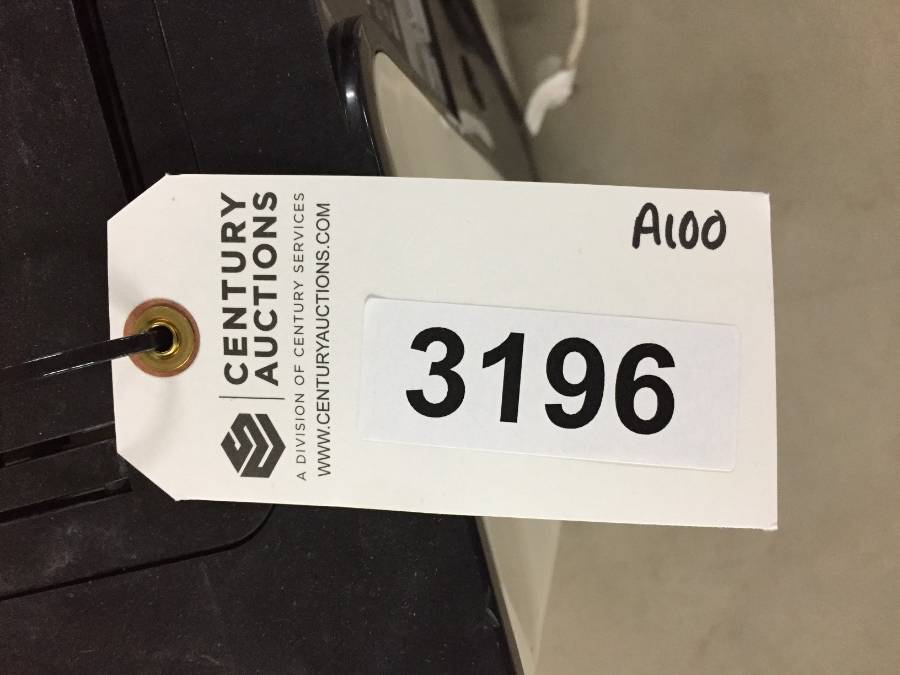 CENTURY
AUCTIONS
A DIVISION OF CENTURY SERVICES
WWW.CENTURYAUCTIONS.COM
A100
3196